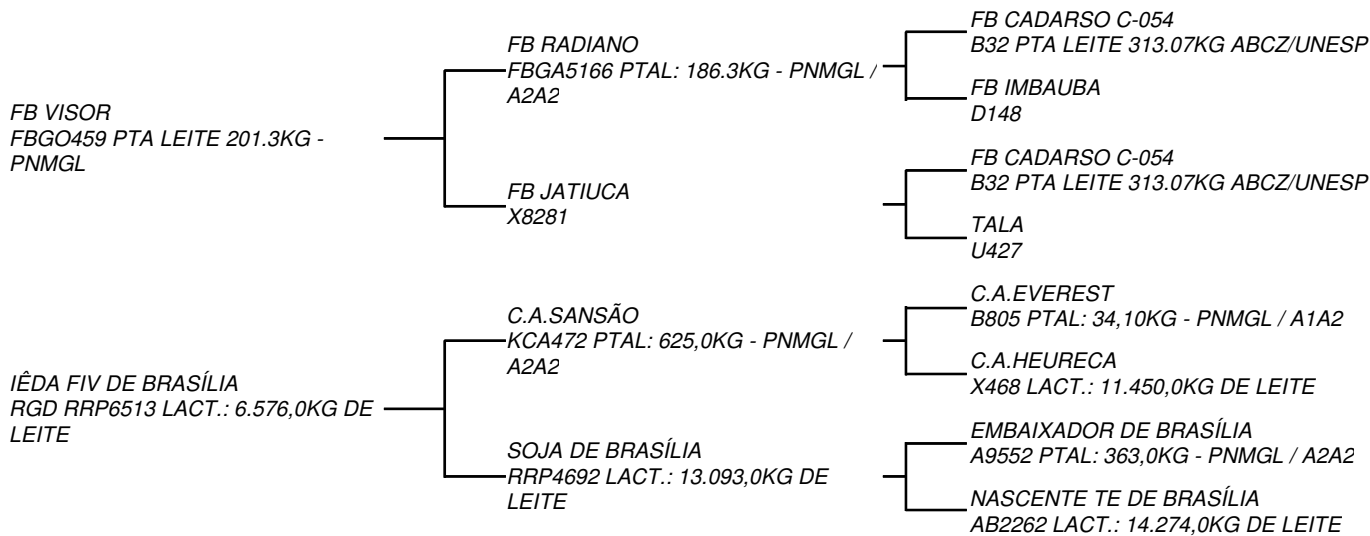 FB VISOR
FBGO459 PTA LEITE 201.3KG -
PNMGL
FB RADIANO
FBGA5166 PTAL: 186.3KG - PNMGL /
A2A2
FB CADARSO C-054
B32 PTA LEITE 313.07KG ABCZ/UNESP
FB IMBAUBA
D148
FB JATIUCA
X8281
FB CADARSO C-054
B32 PTA LEITE 313.07KG ABCZ/UNESP
TALA
U427
IÊDA FIV DE BRASÍLIA
RGD RRP6513 LACT.: 6.576,0KG DE
LEITE
C.A.SANSÃO
KCA472 PTAL: 625,0KG - PNMGL /
A2A2
C.A.EVEREST
B805 PTAL: 34,10KG - PNMGL / A1A2
C.A.HEURECA
X468 LACT.: 11.450,0KG DE LEITE
SOJA DE BRASÍLIA
RRP4692 LACT.: 13.093,0KG DE
LEITE
EMBAIXADOR DE BRASÍLIA
A9552 PTAL: 363,0KG - PNMGL / A2A2
NASCENTE TE DE BRASÍLIA
AB2262 LACT.: 14.274,0KG DE LEITE